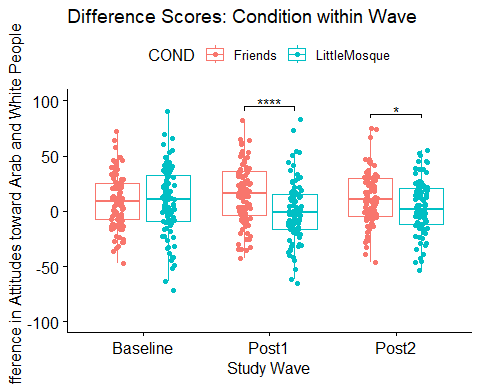 Difference Scores: Condition within Wave
COND Friends LittleMosque
fference in Attitudes toward Arab and White People
100
50
0
-50
-100
****
*
Baseline Post1 Post2
Study Wave